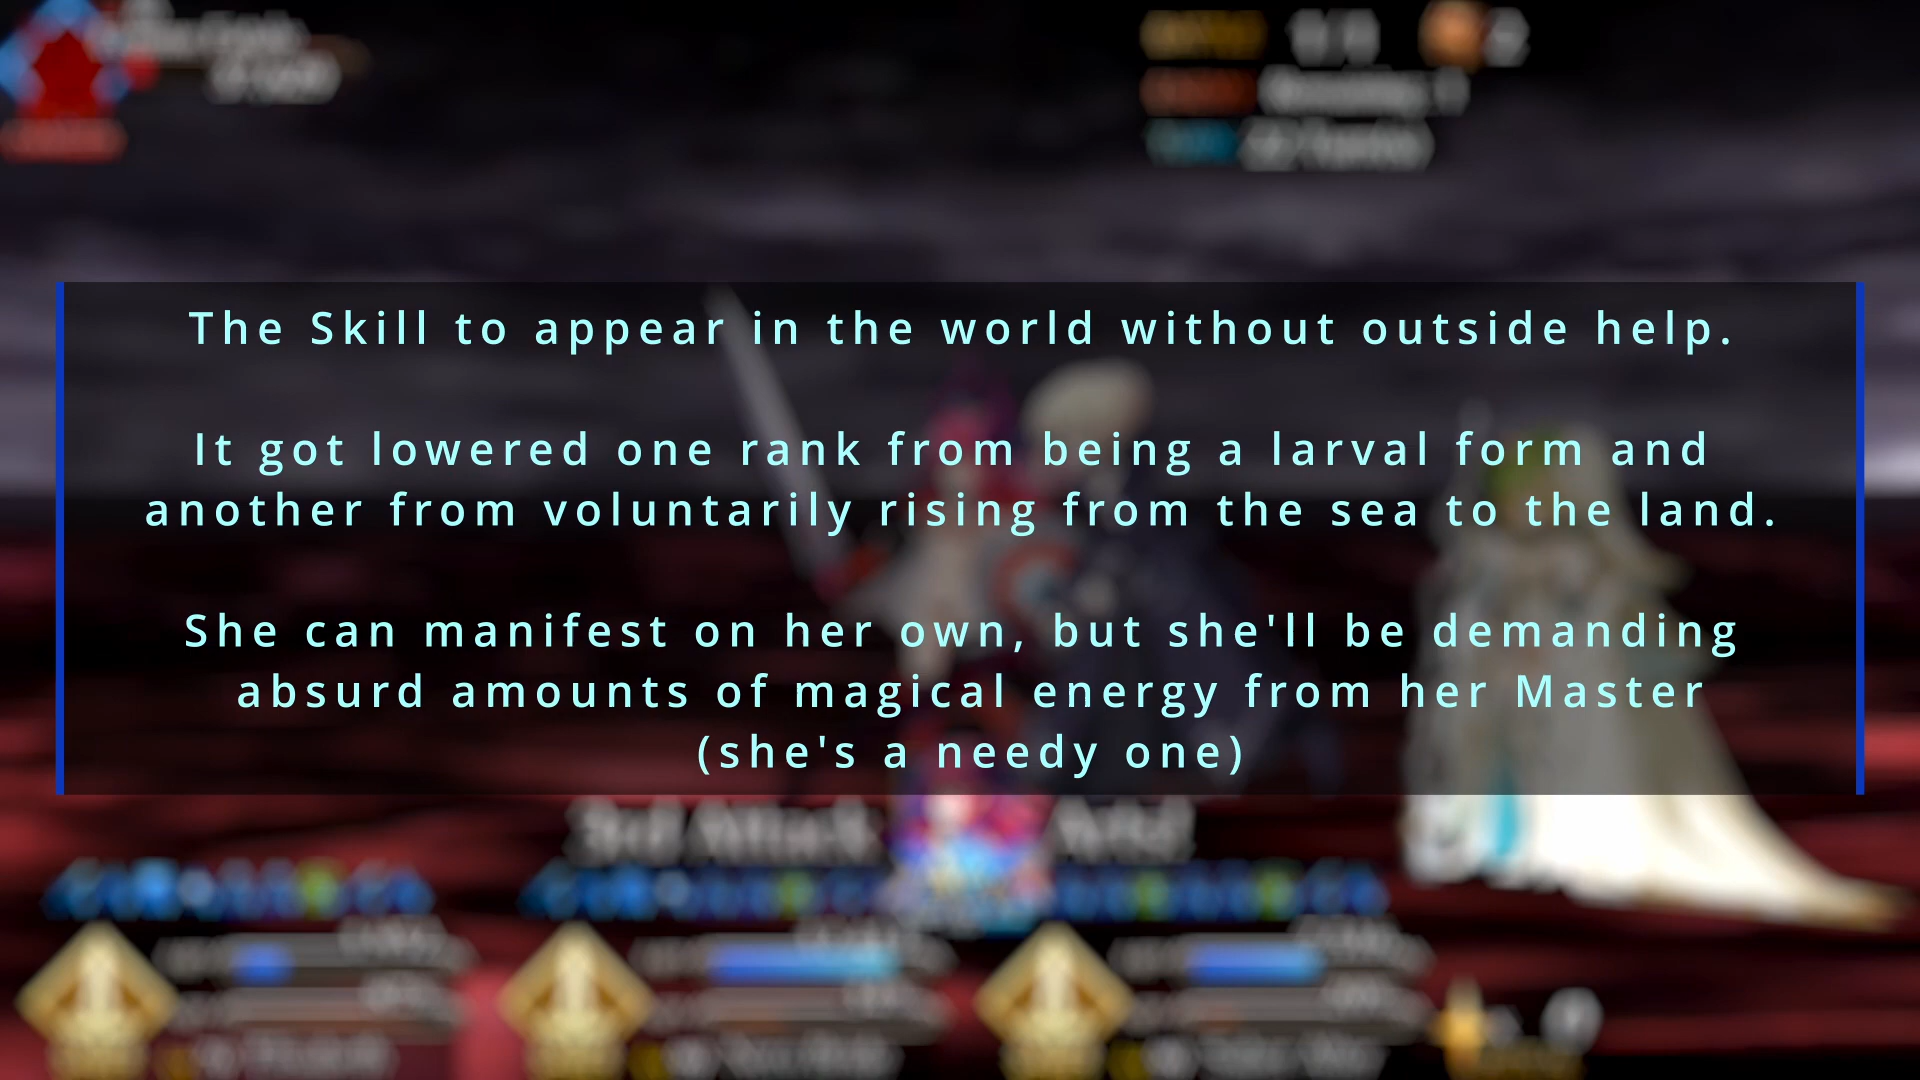 The Skill to appear in the world without outside help.
It got lowered one rank from being a larval form and
another from voluntarily rising from the sea to the land.
She can manifest on her own, but she'll be demanding
absurd amounts of magical energy from her Master
(she's a needy one)